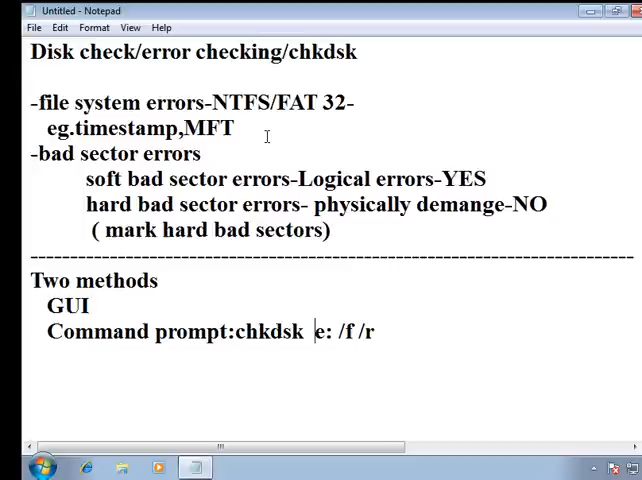 Untitled - Notepad
File Edit Format View Help
Disk check/error checking/chkdsk
-file system errors-NTFS/FAT 32-
eg.timestamp,MFT
-bad sector errors
soft bad sector errors-Logical errors-YES
hard bad sector errors- physically demange-NO
( mark hard bad sectors)
--------------------------------------------------------------------------------
Two methods
GUI
Command prompt:chkdsk e: /f /r